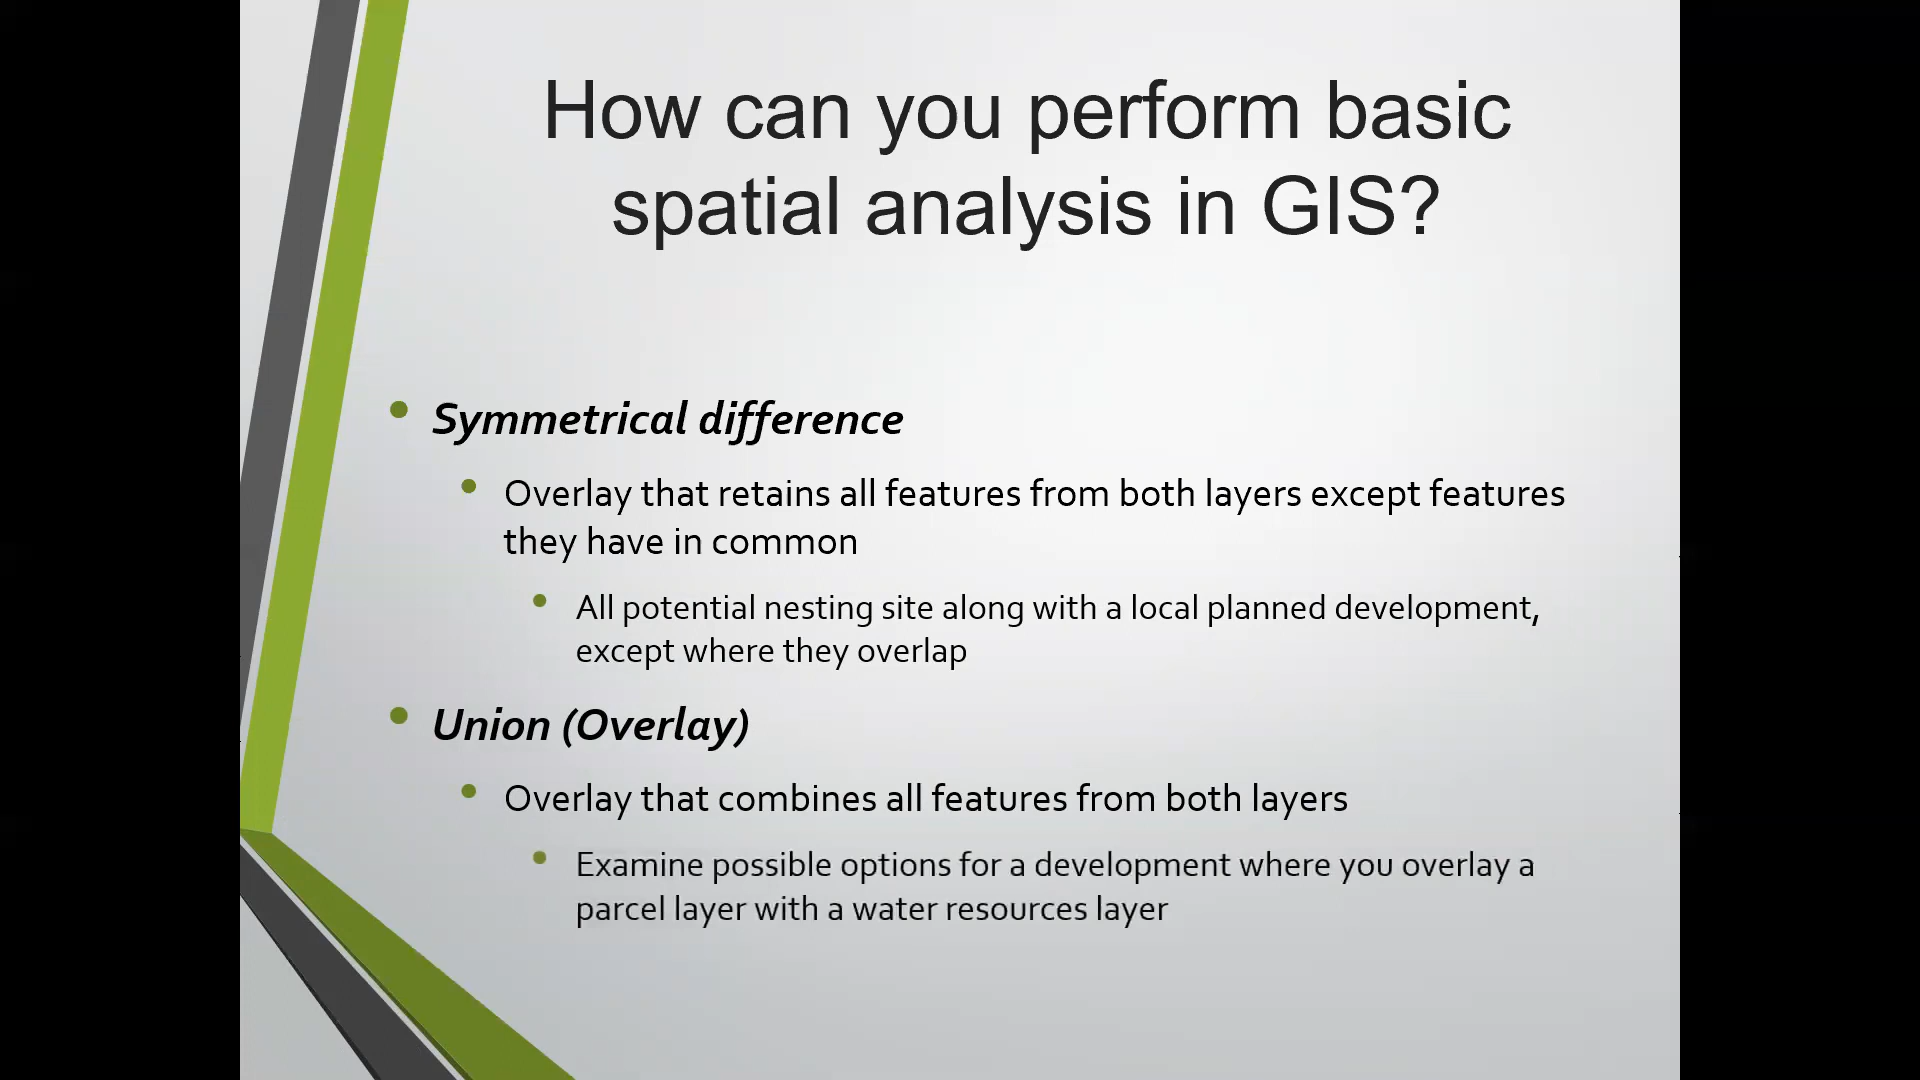 How can you perform basic
spatial analysis in GIS?
Symmetrical difference
Overlay that retains all features from both layers except features
they have in common
All potential nesting site along with a local planned development,
except where they overlap
Union (Overlay)
Overlay that combines all features from both layers
Examine possible options for a development where you overlay a
parcel layer with a water resources layer